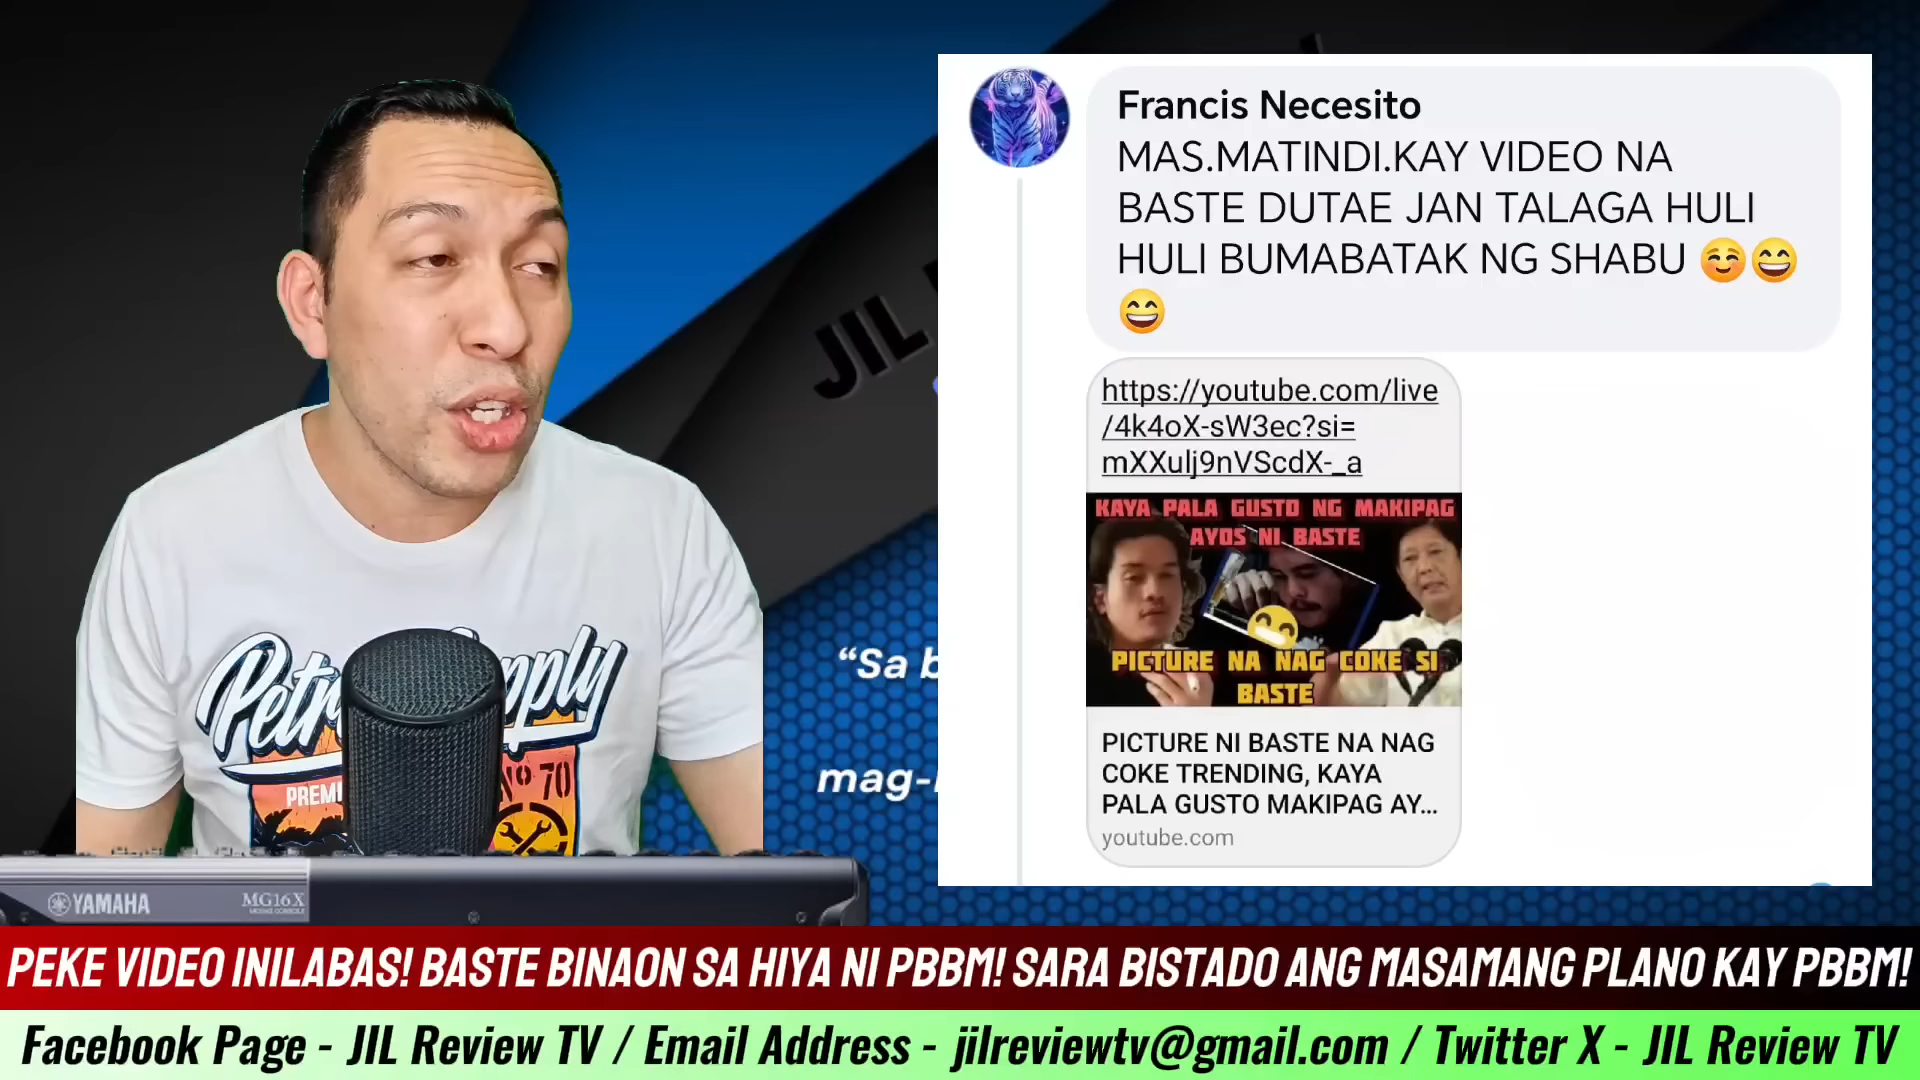 JIL
Francis Necesito
MAS.MATINDI.KAY VIDEO NA
BASTE DUTAE JAN TALAGA HULI
HULI BUMABATAK NG SHABU ☺️😄
😄
https://youtube.com/live
/4k4oX-sW3ec?si=
mXXulj9nVScdX-_a
KAYA PALA GUSTO NG MAKIPAG
AYOS NI BASTE
PICTURE NA NAG COKE SI
BASTE
PICTURE NI BASTE NA NAG
COKE TRENDING, KAYA
PALA GUSTO MAKIPAG AY...
youtube.com
“Sa b
mag-
Petr pply
PREMI
Nº 70
YAMAHA
MG16X
MIXING CONSOLE
PEKE VIDEO INILABAS! BASTE BINAON SA HIYA NI PBBM! SARA BISTADO ANG MASAMANG PLANO KAY PBBM!
Facebook Page - JIL Review TV / Email Address - jilreviewtv@gmail.com / Twitter X - JIL Review TV